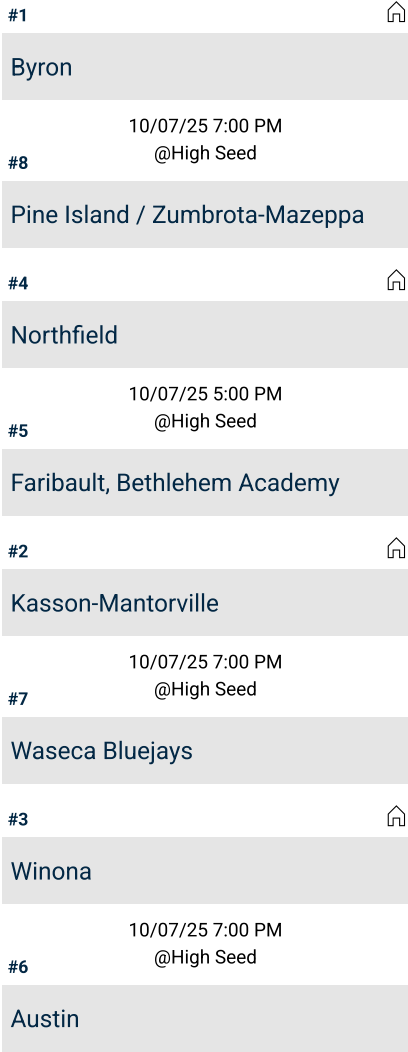 #1
Byron
10/07/25 7:00 PM
@High Seed
#8
Pine Island / Zumbrota-Mazeppa
#4
Northfield
10/07/25 5:00 PM
@High Seed
#5
Faribault, Bethlehem Academy
#2
Kasson-Mantorville
10/07/25 7:00 PM
@High Seed
#7
Waseca Bluejays
#3
Winona
10/07/25 7:00 PM
@High Seed
#6
Austin